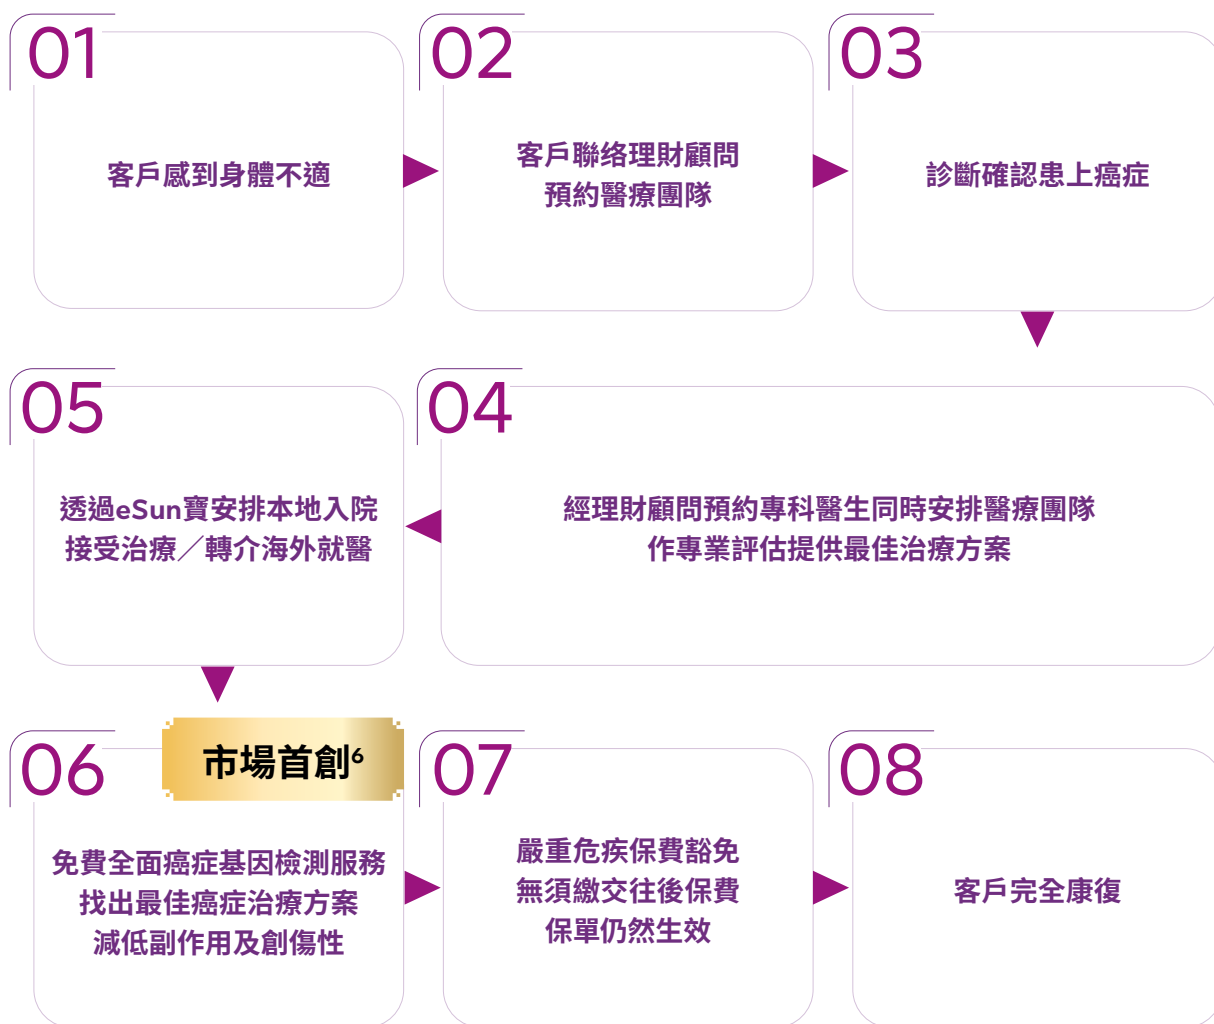 01
客戶感到身體不適
02
客戶聯络理財顧問
預約醫療團隊
03
診斷確認患上癌症
04
經理財顧問預約專科醫生同時安排醫療團隊
作專業評估提供最佳治療方案
05
透過eSun寶安排本地入院
接受治療／轉介海外就醫
06
市場首創6
免費全面癌症基因檢測服務
找出最佳癌症治療方案
減低副作用及創傷性
07
嚴重危疾保費豁免
無須繳交往後保費
保單仍然生效
08
客戶完全康復